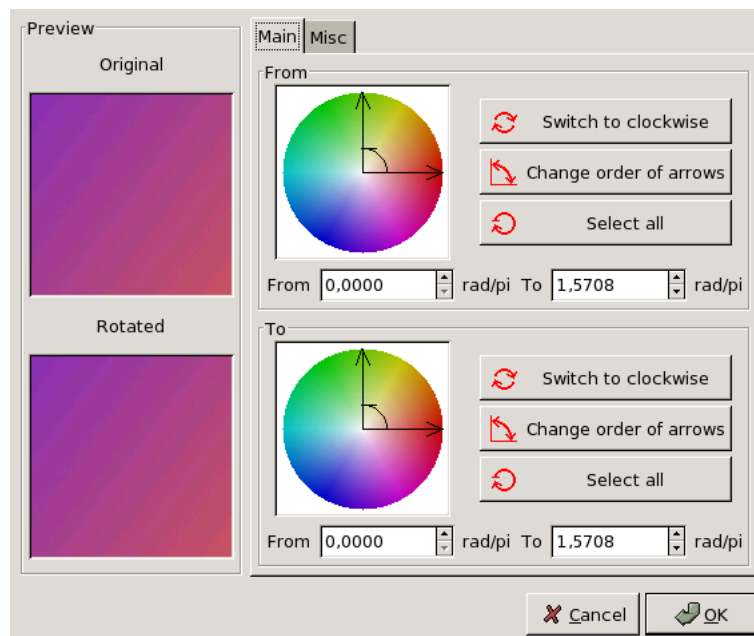 Preview
Original
Rotated
Main Misc
From
Switch to clockwise
Change order of arrows
Select all
From 0,0000 rad/pi To 1,5708 rad/pi
To
Switch to clockwise
Change order of arrows
Select all
From 0,0000 rad/pi To 1,5708 rad/pi
Cancel OK